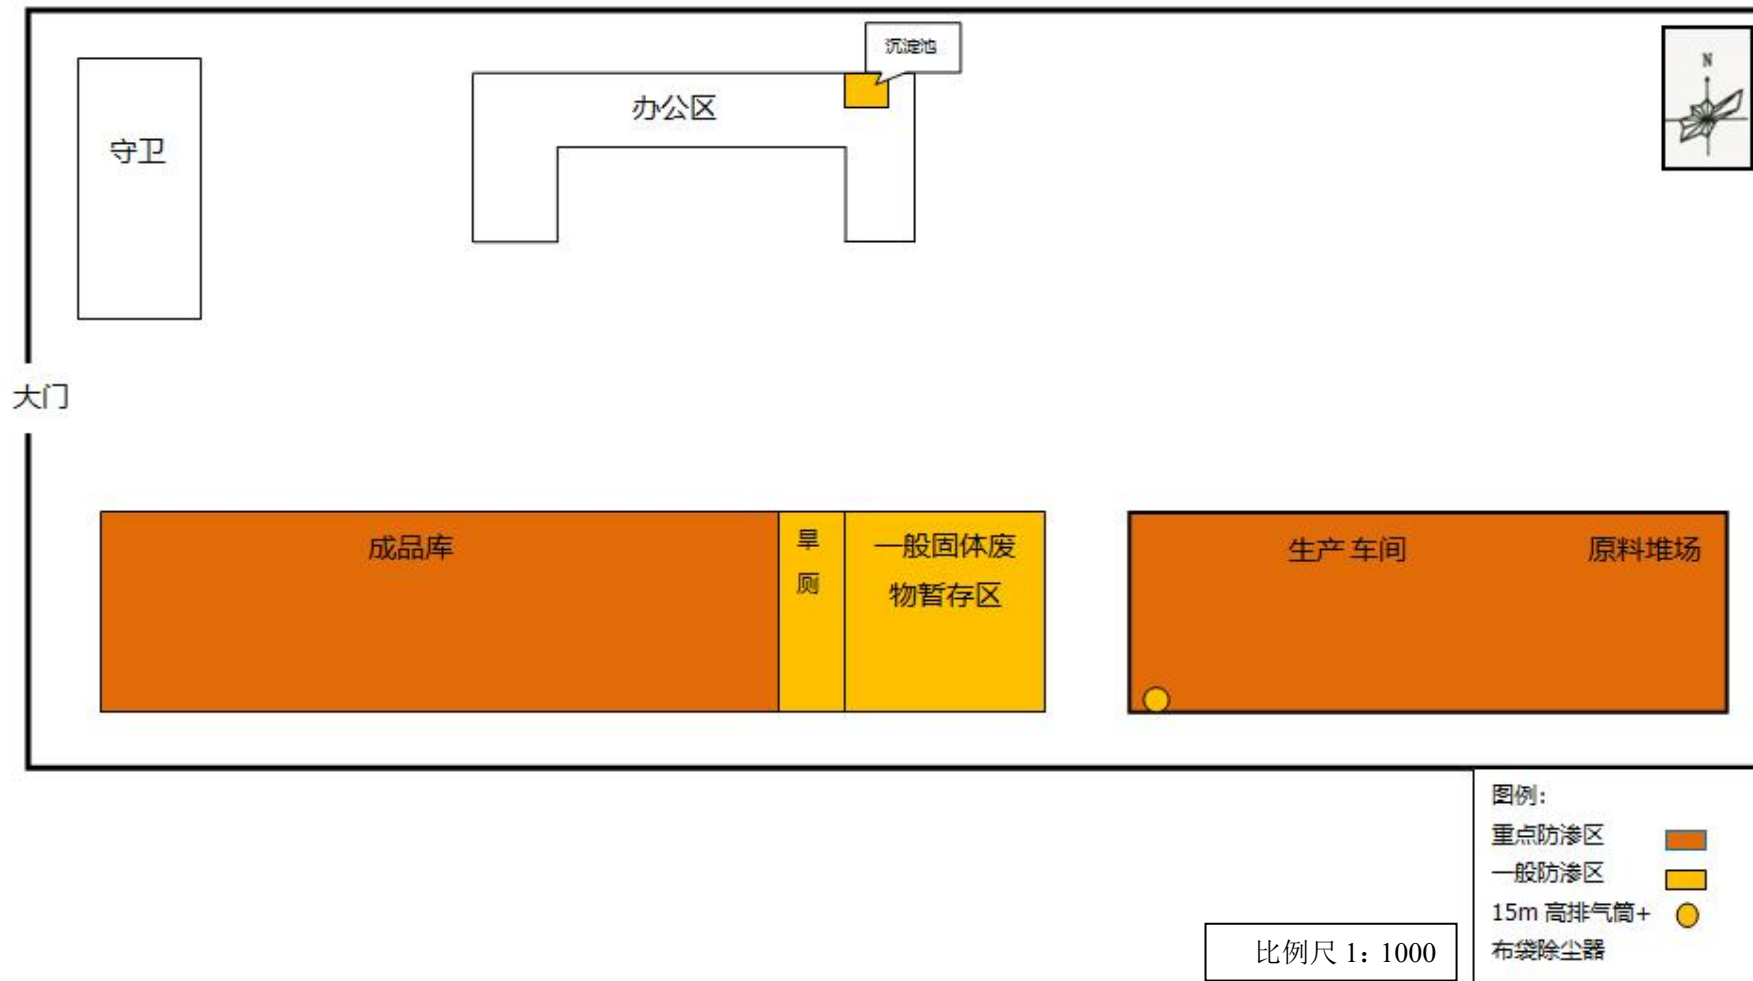 沉淀池
N
办公区
守卫
大门
成品库
旱
厕
一般固体废
物暂存区
生产 车间
原料堆场
图例：
重点防渗区
一般防渗区
15m 高排气筒+
布袋除尘器
比例尺 1：1000